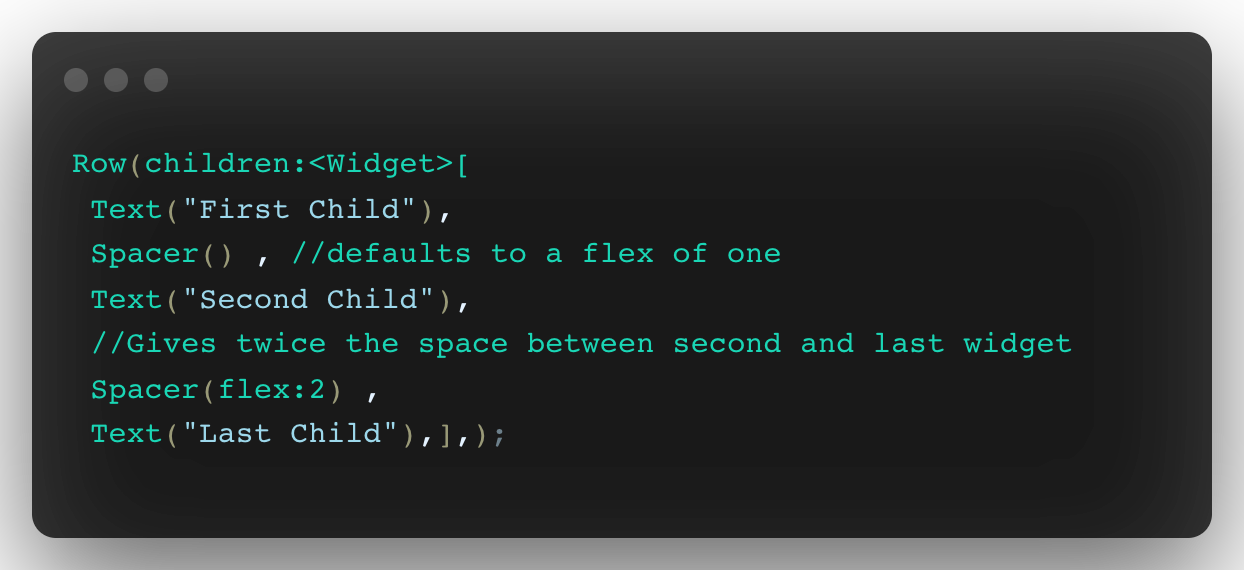 Row(children:<Widget>[
 Text("First Child"),
 Spacer() , //defaults to a flex of one
 Text("Second Child"),
 //Gives twice the space between second and last widget
 Spacer(flex:2) ,
 Text("Last Child"),],);